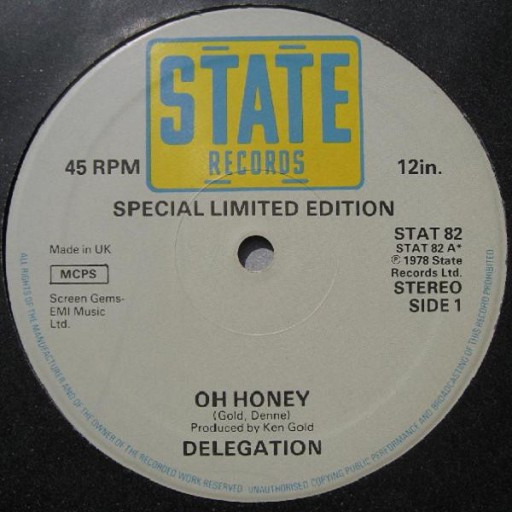 STATE
RECORDS
45 RPM
12in.
SPECIAL LIMITED EDITION
Made in UK
MCPS
Screen Gems-
EMI Music
Ltd.
STAT 82
STAT 82 A*
℗ 1978 State
Records Ltd.
STEREO
SIDE 1
OH HONEY
(Gold, Denne)
Produced by Ken Gold
DELEGATION
ALL RIGHTS OF THE MANUFACTURER AND OF THE OWNER OF THE RECORDED WORK RESERVED. UNAUTHORISED COPYING PUBLIC PERFORMANCE AND BROADCASTING OF THIS RECORD PROHIBITED